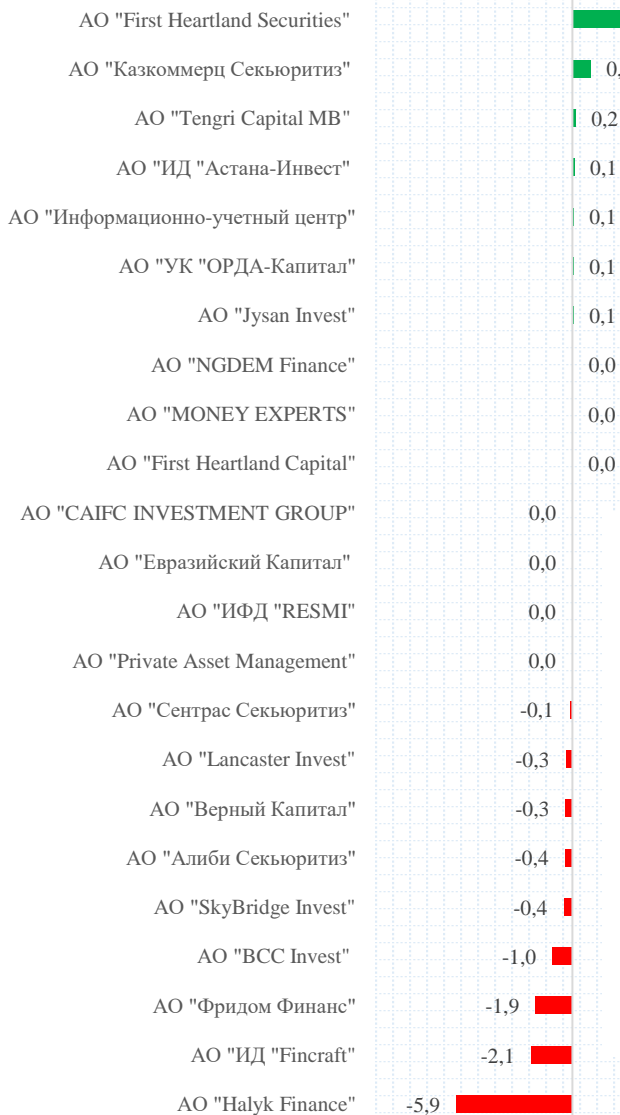 АО "First Heartland Securities"
АО "Казкоммерц Секьюритиз" 0,
АО "Tengri Capital MB" 0,2
АО "ИД "Астана-Инвест" 0,1
АО "Информационно-учетный центр" 0,1
АО "УК "ОРДА-Капитал" 0,1
АО "Jysan Invest" 0,1
АО "NGDEM Finance" 0,0
АО "MONEY EXPERTS" 0,0
АО "First Heartland Capital" 0,0
АО "CAIFC INVESTMENT GROUP" 0,0
АО "Евразийский Капитал" 0,0
АО "ИФД "RESMI" 0,0
АО "Private Asset Management" 0,0
АО "Сентрас Секьюритиз" -0,1
АО "Lancaster Invest" -0,3
АО "Верный Капитал" -0,3
АО "Алиби Секьюритиз" -0,4
АО "SkyBridge Invest" -0,4
АО "BCC Invest" -1,0
АО "Фридом Финанс" -1,9
АО "ИД "Fincraft" -2,1
АО "Halyk Finance" -5,9